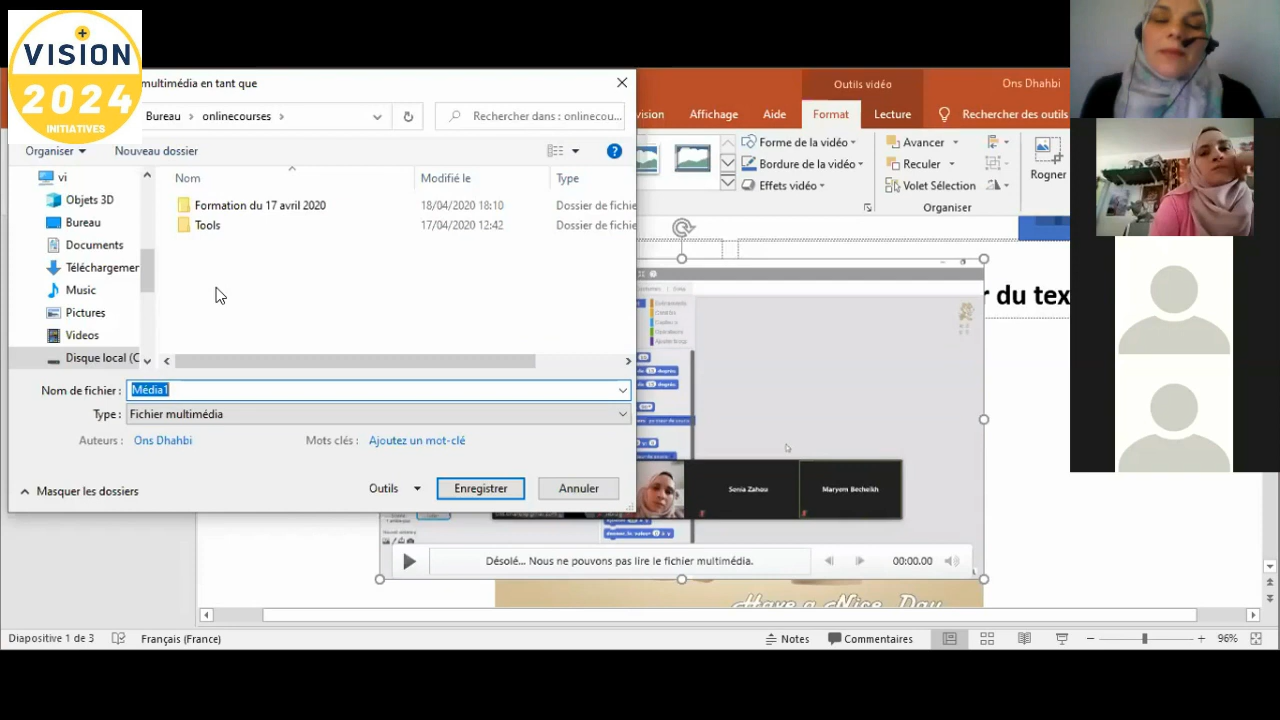 VISION
2024
INITIATIVES
multimédia en tant que
Bureau
onlinecourses
Rechercher dans : onlinecou...
Organiser
Nouveau dossier
Nom
Modifié le
Type
vi
Objets 3D
Bureau
Documents
Téléchargemer
Music
Pictures
Videos
Disque local (C
Formation du 17 avril 2020
18/04/2020 18:10
Dossier de fichie
Tools
17/04/2020 12:42
Dossier de fichie
Nom de fichier :
Média1
Type :
Fichier multimédia
Auteurs :
Ons Dhahbi
Mots clés :
Ajoutez un mot-clé
Masquer les dossiers
Outils
Enregistrer
Annuler
Outils vidéo
Ons Dhahbi
vision
Affichage
Aide
Format
Lecture
Rechercher des outils
Forme de la vidéo
Bordure de la vidéo
Effets vidéo
Avancer
Reculer
Volet Sélection
Organiser
Rogner
r du tex
Sonia Zahou
Maryem Becheikh
Désolé... Nous ne pouvons pas lire le fichier multimédia.
00:00.00
Have a Nice Day
Diapositive 1 de 3
Français (France)
Notes
Commentaires
96%